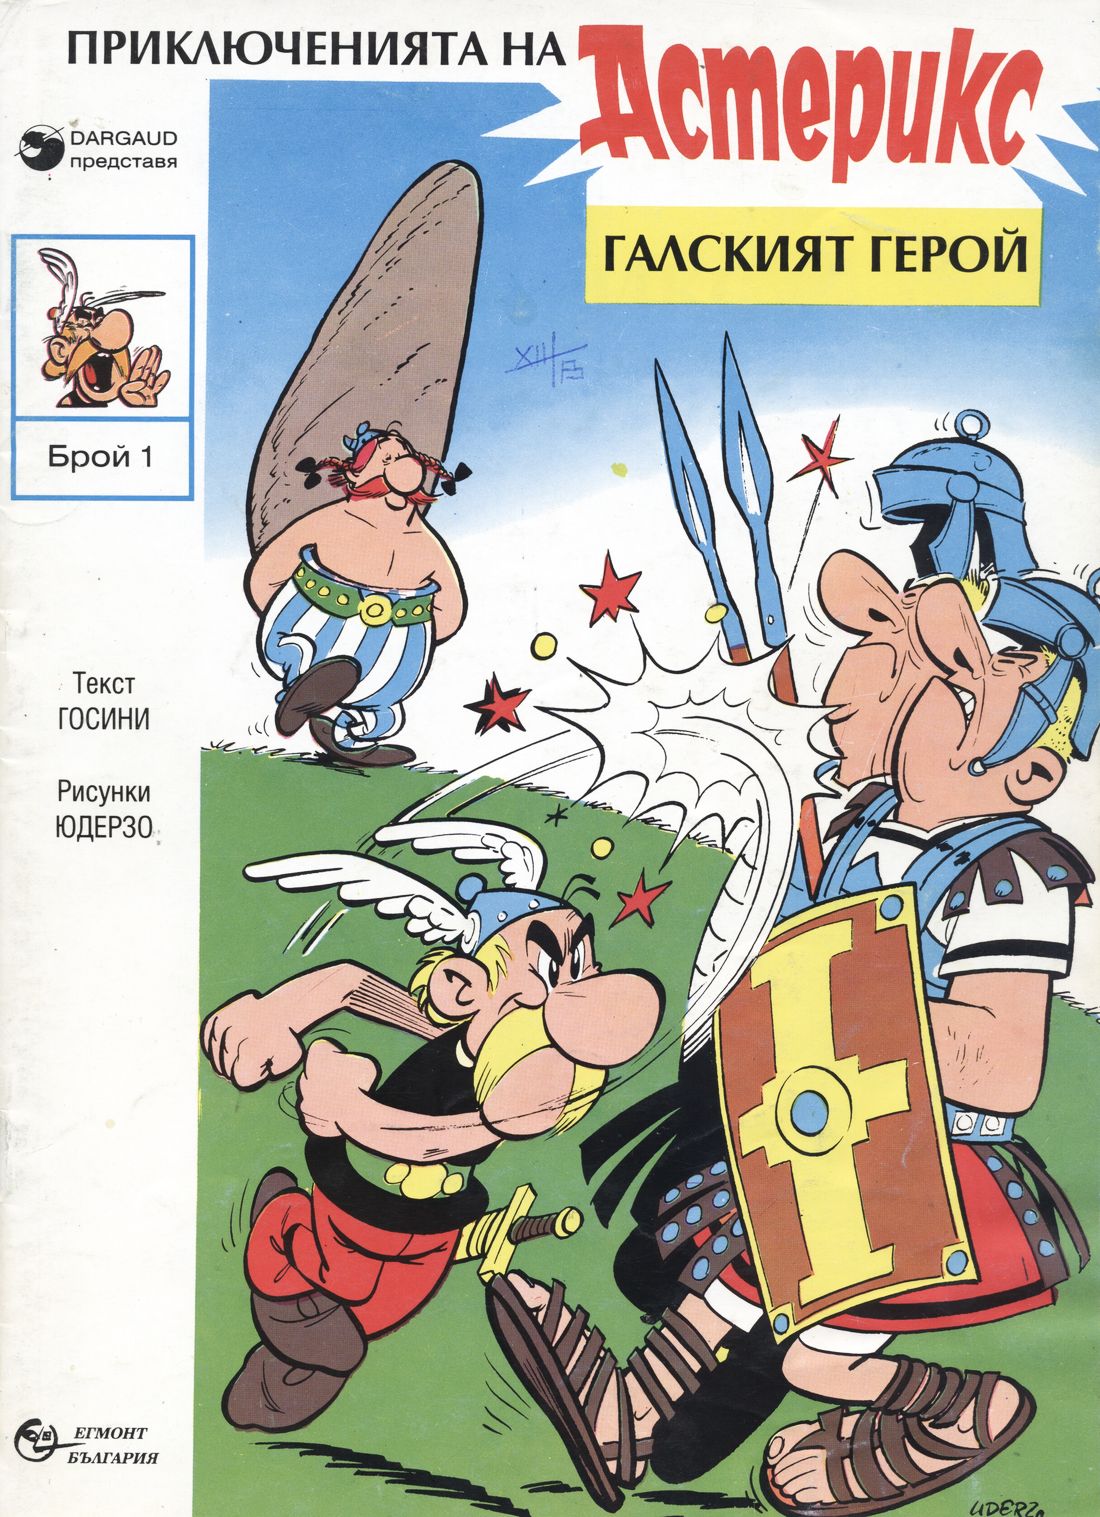 ПРИКЛЮЧЕНИЯТА НА
Астерикс
DARGAUD
представя
ГАЛСКИЯТ ГЕРОЙ
Брой 1
Текст
ГОСИНИ
Рисунки
ЮДЕРЗО
ЕГМОНТ
БЪЛГАРИЯ
UDERZO